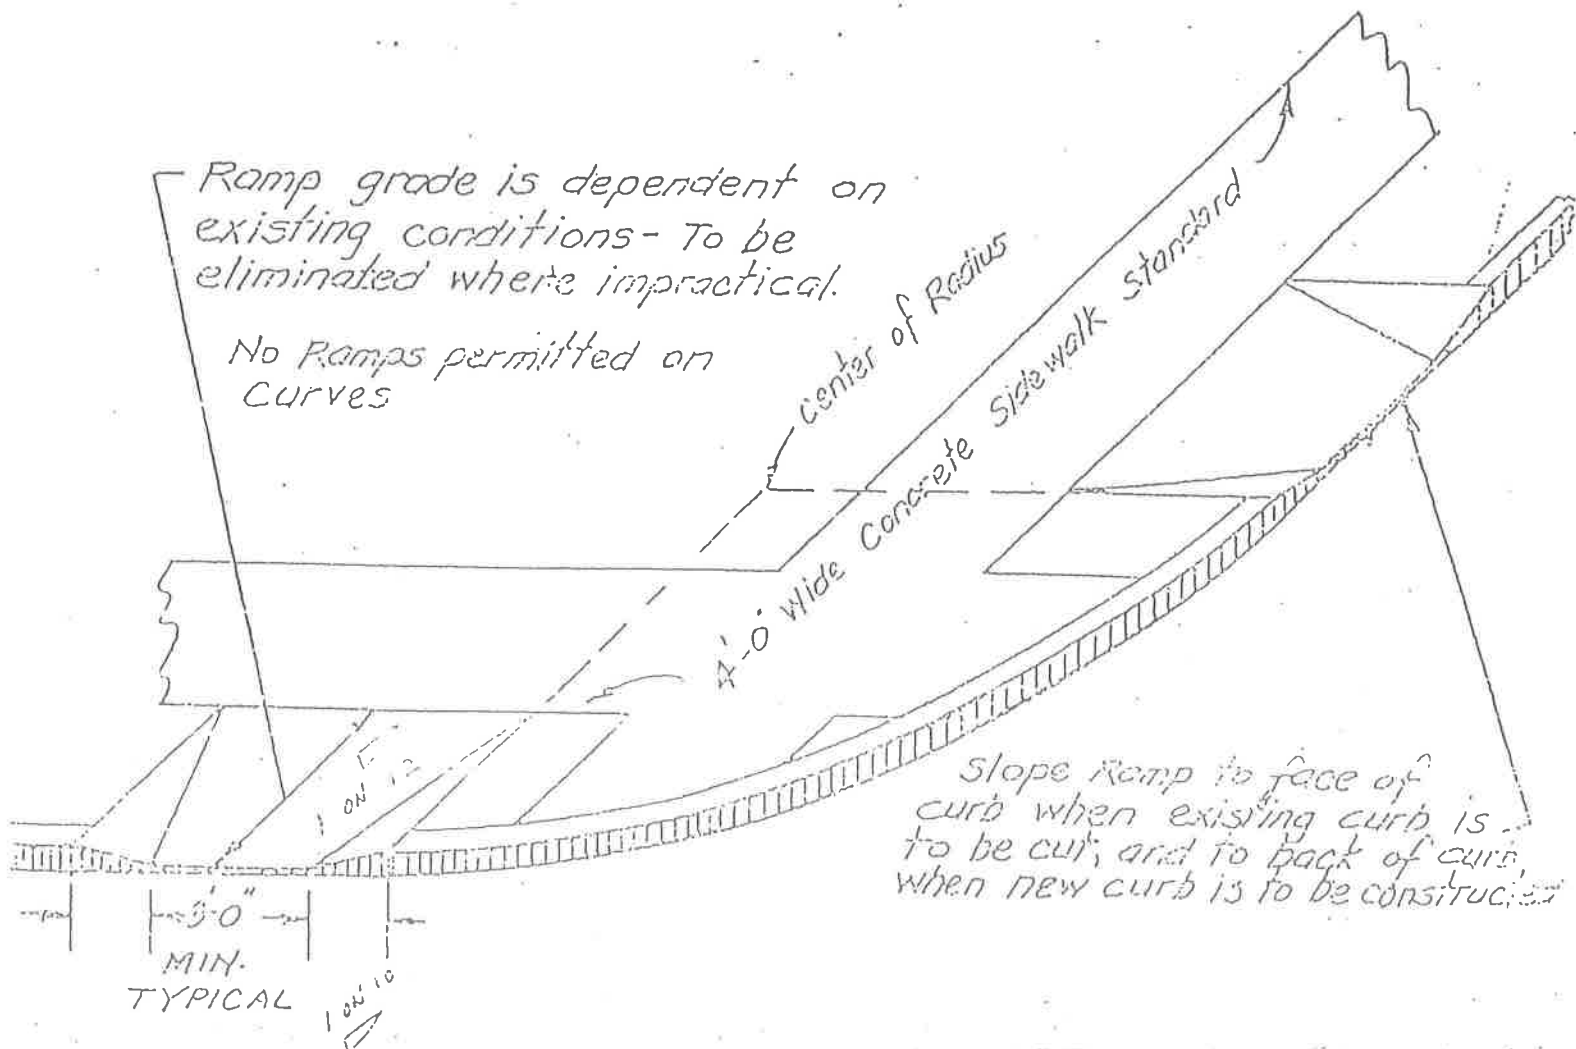 Ramp grade is dependent on
existing conditions - To be
eliminated where impractical.
No Ramps permitted on
Curves
Center of Radius
4'-0" Wide Concrete Sidewalk Standard
1 ON 12
Slope Ramp to face of
curb when existing curb is
to be cut, and to back of curb
when new curb is to be constructed
MIN.
TYPICAL
1 ON 10